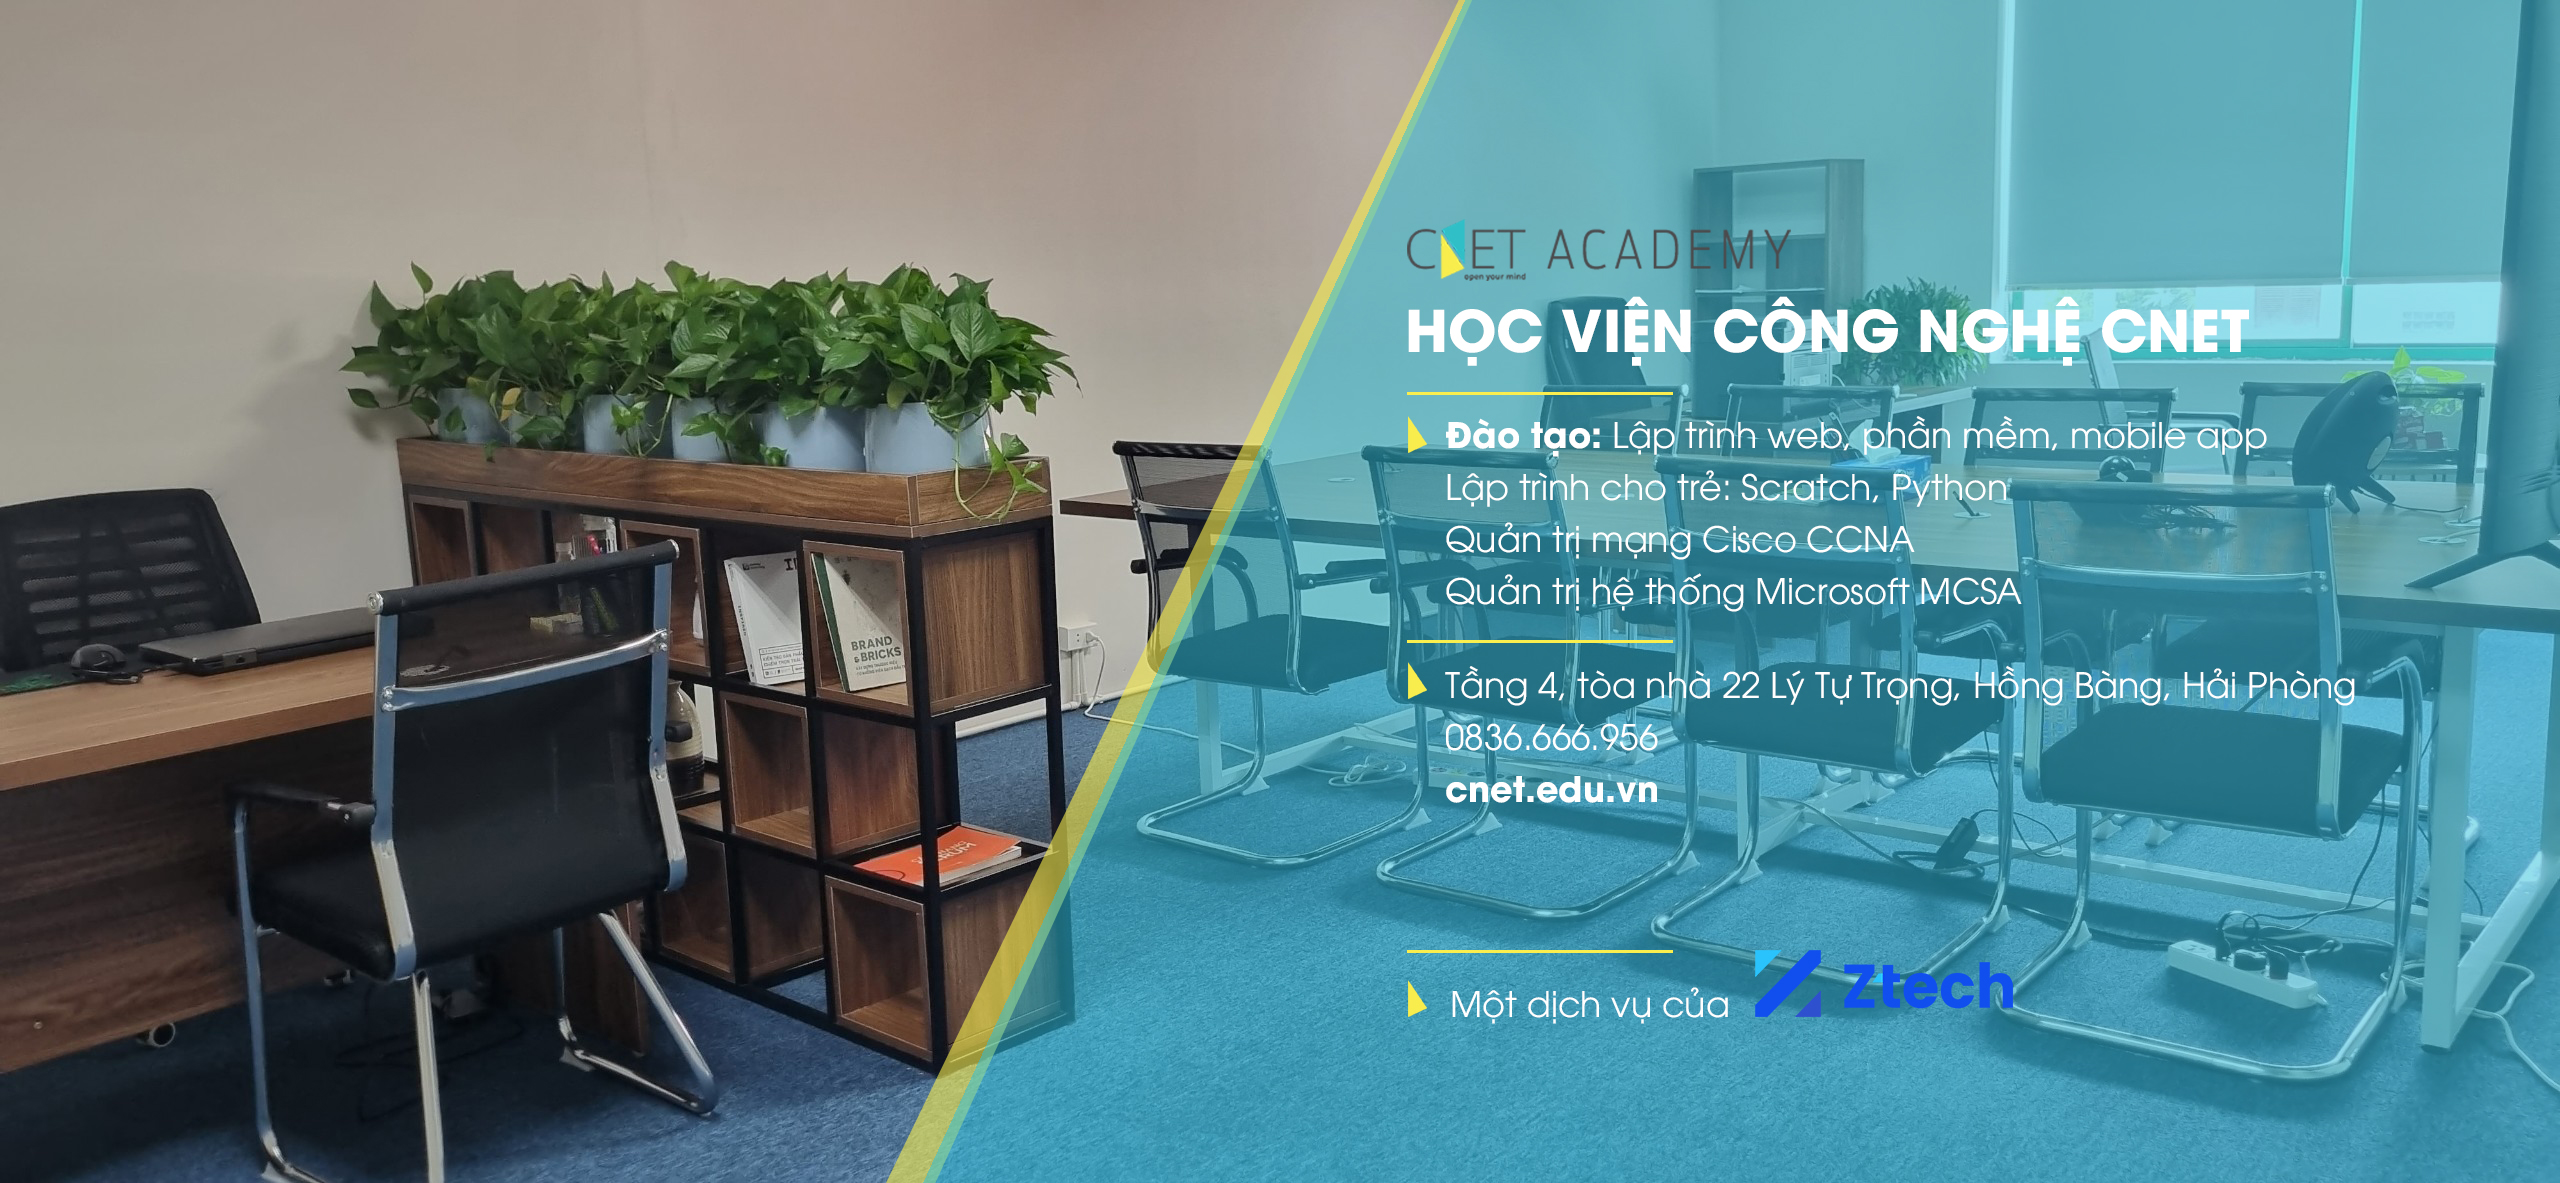 BRAND
& BRICKS
CNET ACADEMY
open your mind
HỌC VIỆN CÔNG NGHỆ CNET
Đào tạo: Lập trình web, phần mềm, mobile app
Lập trình cho trẻ: Scratch, Python
Quản trị mạng Cisco CCNA
Quản trị hệ thống Microsoft MCSA
Tầng 4, tòa nhà 22 Lý Tự Trọng, Hồng Bàng, Hải Phòng
0836.666.956
cnet.edu.vn
Một dịch vụ của Ztech